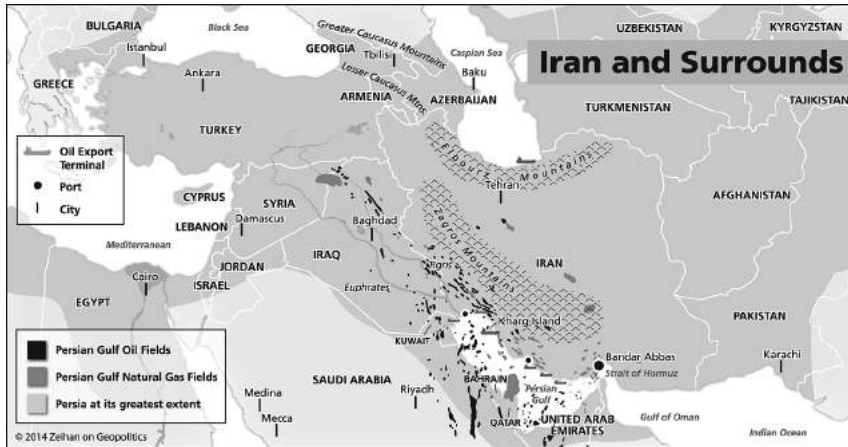 Iran and Surrounds
BULGARIA
Black Sea
Istanbul
GREECE
Ankara
TURKEY
GEORGIA
Tbilisi
Greater Caucasus Mountains
Lesser Caucasus Mtns
ARMENIA
AZERBAIJAN
Caspian Sea
Baku
UZBEKISTAN
KYRGYZSTAN
TURKMENISTAN
TAJIKISTAN
Oil Export
Terminal
Port
City
CYPRUS
SYRIA
LEBANON
Damascus
Mediterranean
Baghdad
Elbourz Mountains
Tehran
Zagros Mountains
AFGHANISTAN
IRAN
IRAQ
Tigris
Euphrates
JORDAN
ISRAEL
Cairo
EGYPT
KUWAIT
Kharg Island
PAKISTAN
Bandar Abbas
Strait of Hormuz
Karachi
Persian Gulf Oil Fields
Persian Gulf Natural Gas Fields
Persia at its greatest extent
SAUDI ARABIA
Riyadh
BAHRAIN
Persian
Gulf
QATAR
UNITED ARAB
EMIRATES
Gulf of Oman
Indian Ocean
Medina
Mecca
© 2014 Zeihan on Geopolitics